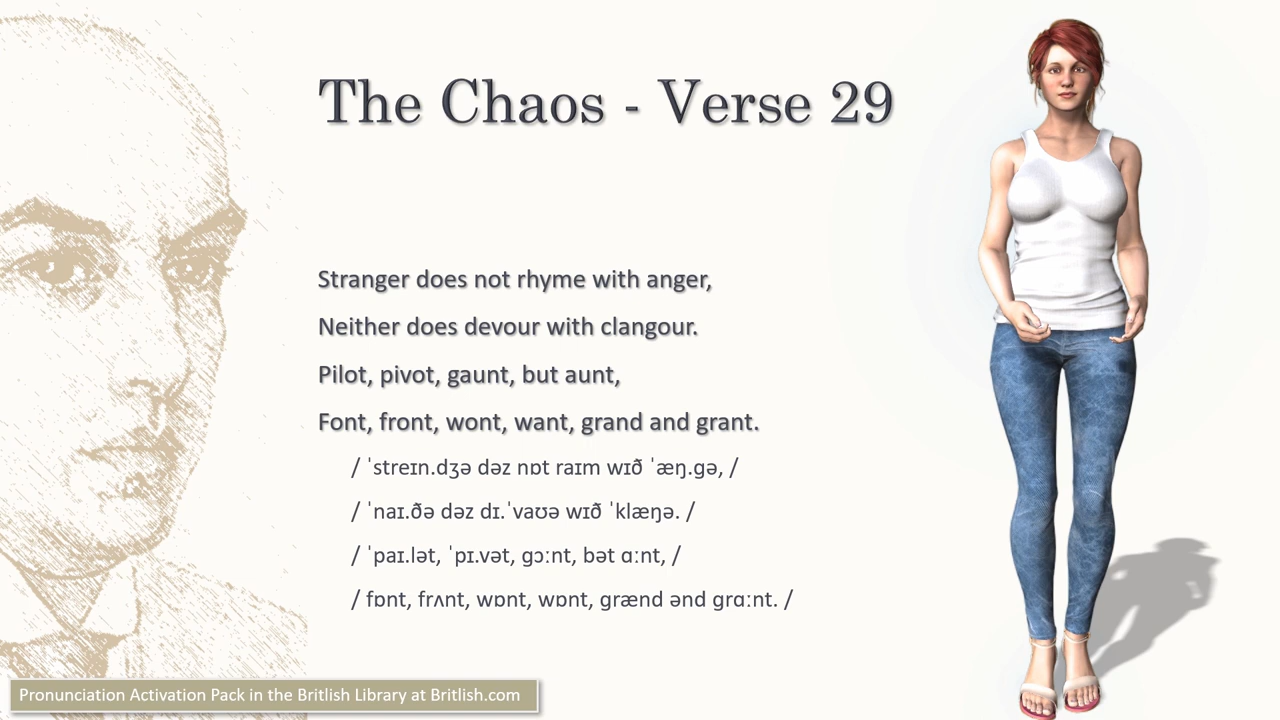 The Chaos - Verse 29
Stranger does not rhyme with anger,
Neither does devour with clangour.
Pilot, pivot, gaunt, but aunt,
Font, front, wont, want, grand and grant.
/ ˈstreɪn.dʒə dəz nɒt raɪm wɪð ˈæŋ.gə, /
/ ˈnaɪ.ðə dəz dɪ.ˈvaʊə wɪð ˈklæŋə. /
/ ˈpaɪ.lət, ˈpɪ.vət, gɔːnt, bət ɑːnt, /
/ fɒnt, frʌnt, wɒnt, wɒnt, grænd ənd grɑːnt. /
Pronunciation Activation Pack in the Britlish Library at Britlish.com